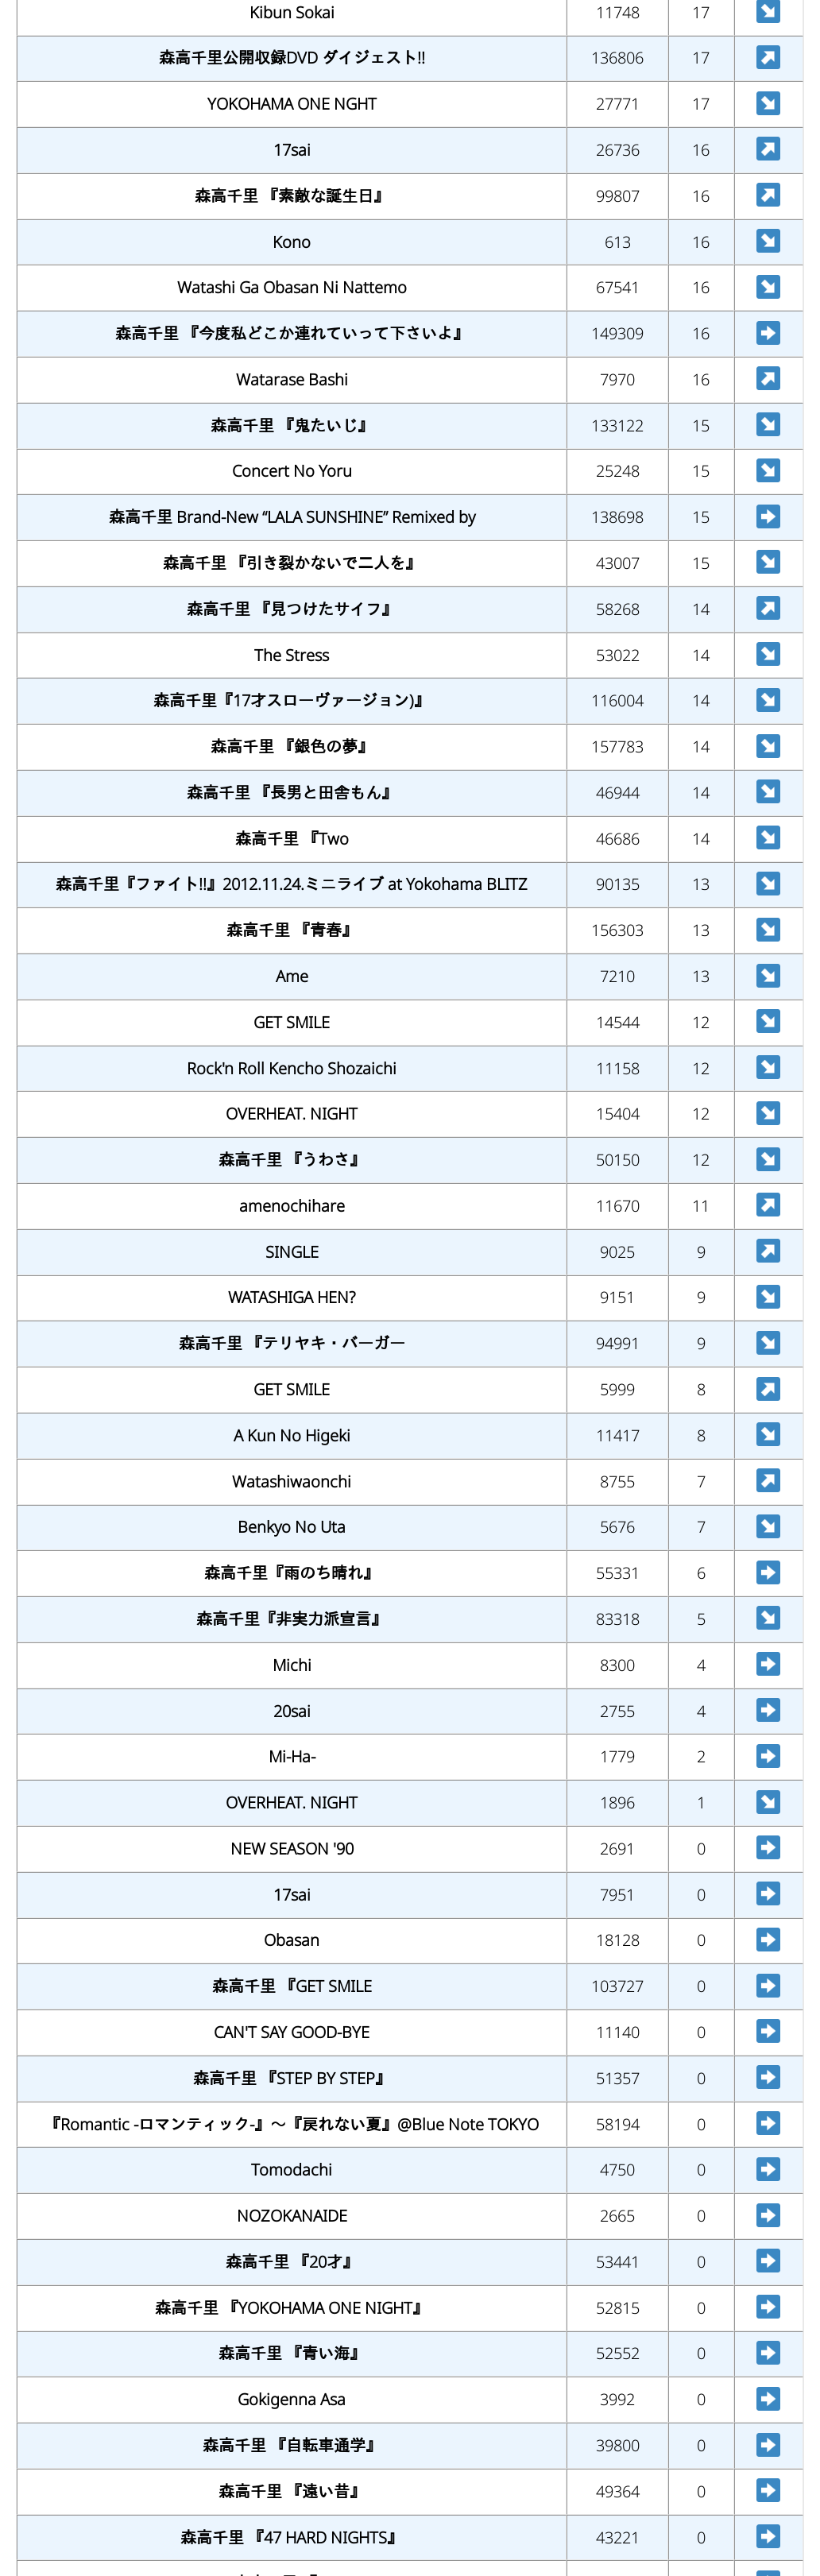 Kibun Sokai 11748 17
森高千里公開収録DVD ダイジェスト!! 136806 17
YOKOHAMA ONE NGHT 27771 17
17sai 26736 16
森高千里 『素敵な誕生日』 99807 16
Kono 613 16
Watashi Ga Obasan Ni Nattemo 67541 16
森高千里 『今度私どこか連れていって下さいよ』 149309 16
Watarase Bashi 7970 16
森高千里 『鬼たいじ』 133122 15
Concert No Yoru 25248 15
森高千里 Brand-New “LALA SUNSHINE” Remixed by 138698 15
森高千里 『引き裂かないで二人を』 43007 15
森高千里 『見つけたサイフ』 58268 14
The Stress 53022 14
森高千里『17才スローヴァージョン)』 116004 14
森高千里 『銀色の夢』 157783 14
森高千里 『長男と田舎もん』 46944 14
森高千里 『Two 46686 14
森高千里『ファイト!!』2012.11.24.ミニライブ at Yokohama BLITZ 90135 13
森高千里 『青春』 156303 13
Ame 7210 13
GET SMILE 14544 12
Rock'n Roll Kencho Shozaichi 11158 12
OVERHEAT. NIGHT 15404 12
森高千里 『うわさ』 50150 12
amenochihare 11670 11
SINGLE 9025 9
WATASHIGA HEN? 9151 9
森高千里 『テリヤキ・バーガー 94991 9
GET SMILE 5999 8
A Kun No Higeki 11417 8
Watashiwaonchi 8755 7
Benkyo No Uta 5676 7
森高千里『雨のち晴れ』 55331 6
森高千里『非実力派宣言』 83318 5
Michi 8300 4
20sai 2755 4
Mi-Ha- 1779 2
OVERHEAT. NIGHT 1896 1
NEW SEASON '90 2691 0
17sai 7951 0
Obasan 18128 0
森高千里 『GET SMILE 103727 0
CAN'T SAY GOOD-BYE 11140 0
森高千里 『STEP BY STEP』 51357 0
『Romantic -ロマンティック-』～『戻れない夏』@Blue Note TOKYO 58194 0
Tomodachi 4750 0
NOZOKANAIDE 2665 0
森高千里 『20才』 53441 0
森高千里 『YOKOHAMA ONE NIGHT』 52815 0
森高千里 『青い海』 52552 0
Gokigenna Asa 3992 0
森高千里 『自転車通学』 39800 0
森高千里 『遠い昔』 49364 0
森高千里 『47 HARD NIGHTS』 43221 0